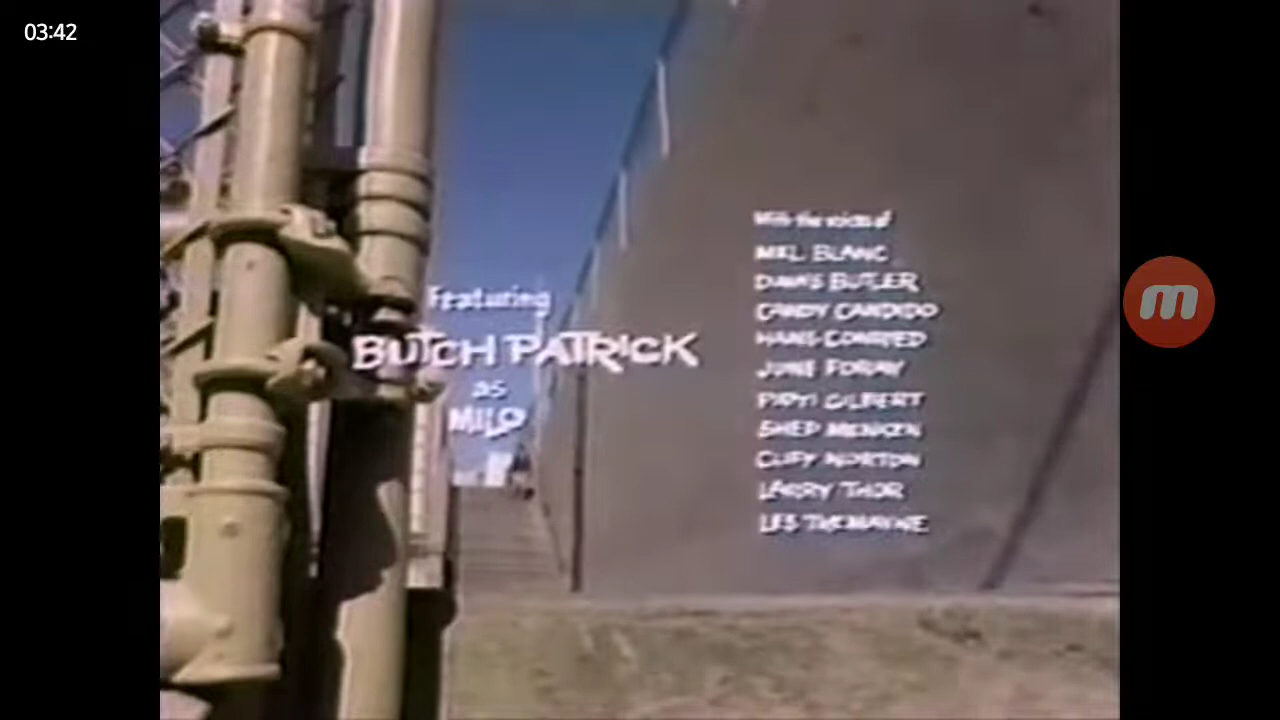 03:42
Featuring
BUTCH PATRICK
as
MILO
With the voices of
MEL BLANC
DAWS BUTLER
CANDY CANDIDO
HANS CONRIED
JUNE FORAY
PATTI GILBERT
SHEP MENKEN
CLIFF NORTON
LARRY THOR
LES TREMAYNE